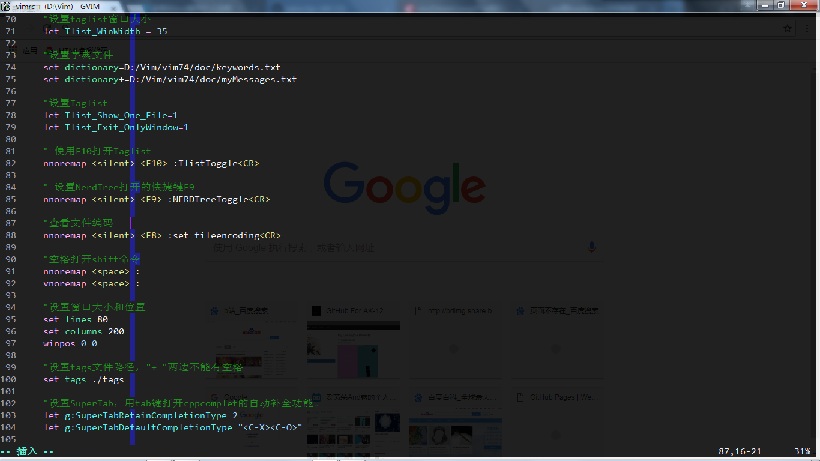 vimrc (D:\Vim) - GVIM
70 "设置taglist窗口大小
71 let Tlist_WinWidth = 35
72
73 "设置字典文件
74 set dictionary=D:/Vim/vim74/doc/keywords.txt
75 set dictionary+=D:/Vim/vim74/doc/myMessages.txt
76
77 "设置Taglist
78 let Tlist_Show_One_File=1
79 let Tlist_Exit_OnlyWindow=1
80
81 " 使用F10打开Taglist
82 nnoremap <silent> <F10> :TlistToggle<CR>
83
84 " 设置NerdTree打开的快捷键F9
85 nnoremap <silent> <F9> :NERDTreeToggle<CR>
86
87 "查看文件编码
88 nnoremap <silent> <F8> :set fileencoding<CR>
89
90 "空格打开shift命令
91 nnoremap <space> :
92 vnoremap <space> :
93
94 "设置窗口大小和位置
95 set lines 80
96 set columns 200
97 winpos 0 0
98
99 "设置tags文件路径，"= "两边不能有空格
100 set tags ./tags
101
102 "设置SuperTab，用tab键打开cppcomplet的自动补全功能
103 let g:SuperTabRetainCompletionType 2
104 let g:SuperTabDefaultCompletionType "<C-X><C-O>"
105
-- 插入 --
87,16-21
31%
Google